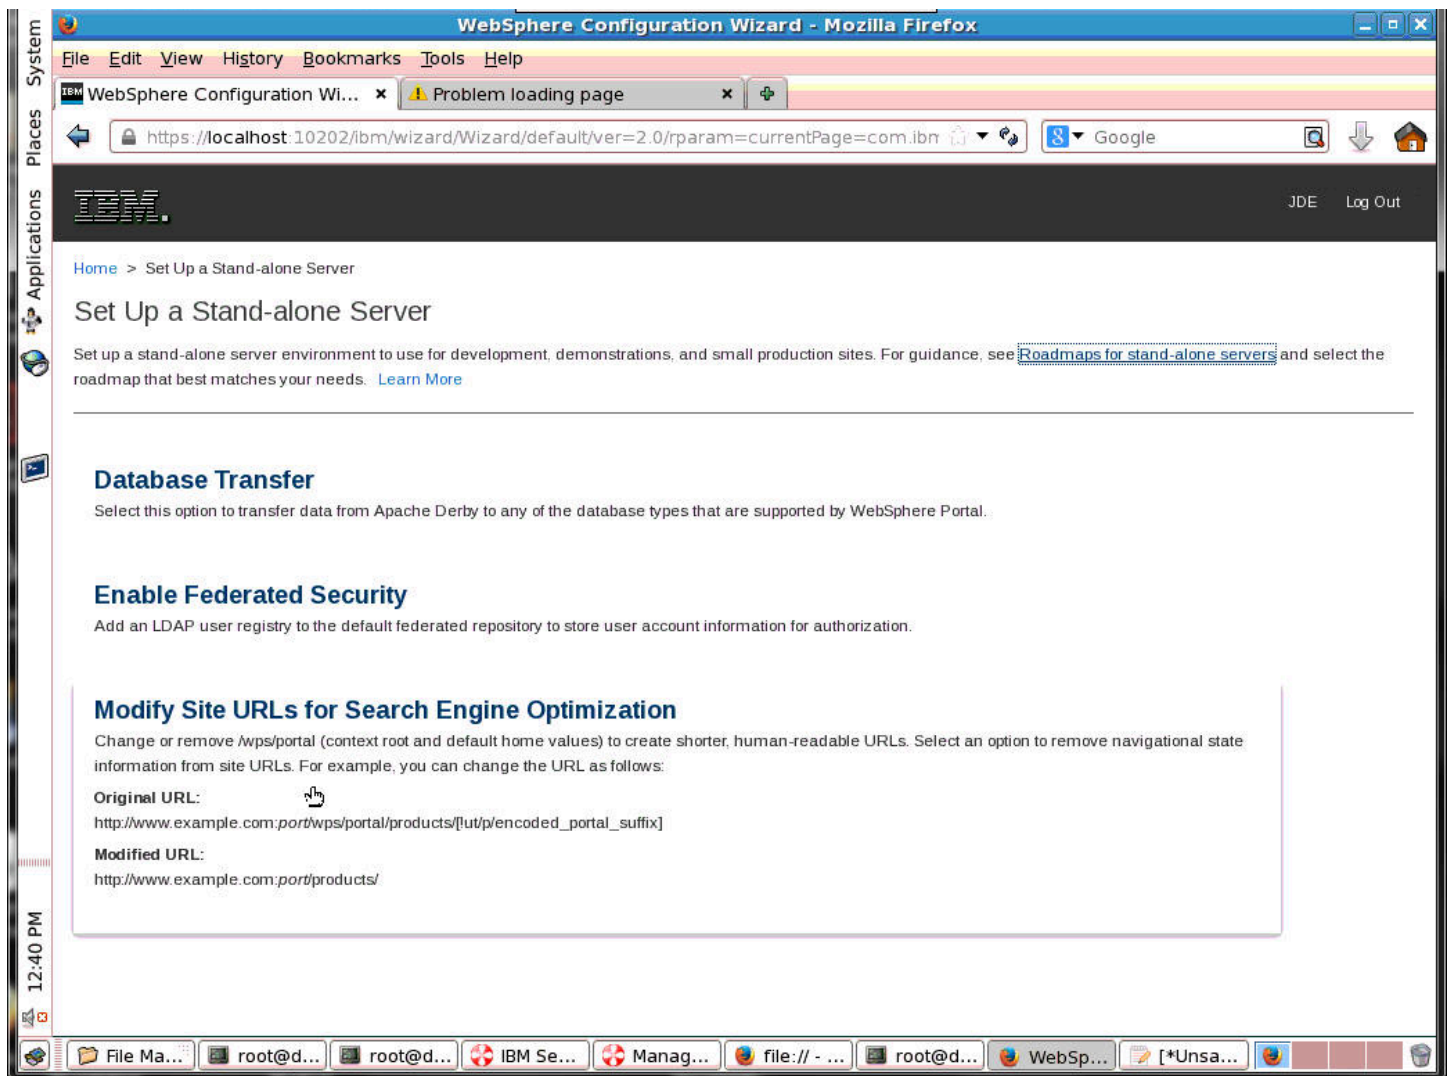 WebSphere Configuration Wizard - Mozilla Firefox
File Edit View History Bookmarks Tools Help
IBM WebSphere Configuration Wi... Problem loading page
https://localhost:10202/ibm/wizard/Wizard/default/ver=2.0/rparam=currentPage=com.ibm 8 Google
IBM. JDE Log Out
System
Places
Applications
Home > Set Up a Stand-alone Server
Set Up a Stand-alone Server
Set up a stand-alone server environment to use for development, demonstrations, and small production sites. For guidance, see Roadmaps for stand-alone servers and select the
roadmap that best matches your needs. Learn More
Database Transfer
Select this option to transfer data from Apache Derby to any of the database types that are supported by WebSphere Portal.
Enable Federated Security
Add an LDAP user registry to the default federated repository to store user account information for authorization.
Modify Site URLs for Search Engine Optimization
Change or remove /wps/portal (context root and default home values) to create shorter, human-readable URLs. Select an option to remove navigational state
information from site URLs. For example, you can change the URL as follows:
Original URL:
http://www.example.com:port/wps/portal/products/[!ut/p/encoded_portal_suffix]
Modified URL:
http://www.example.com:port/products/
12:40 PM
File Ma... root@d... root@d... IBM Se... Manag... file:// - ... root@d... WebSp... [*Unsa...